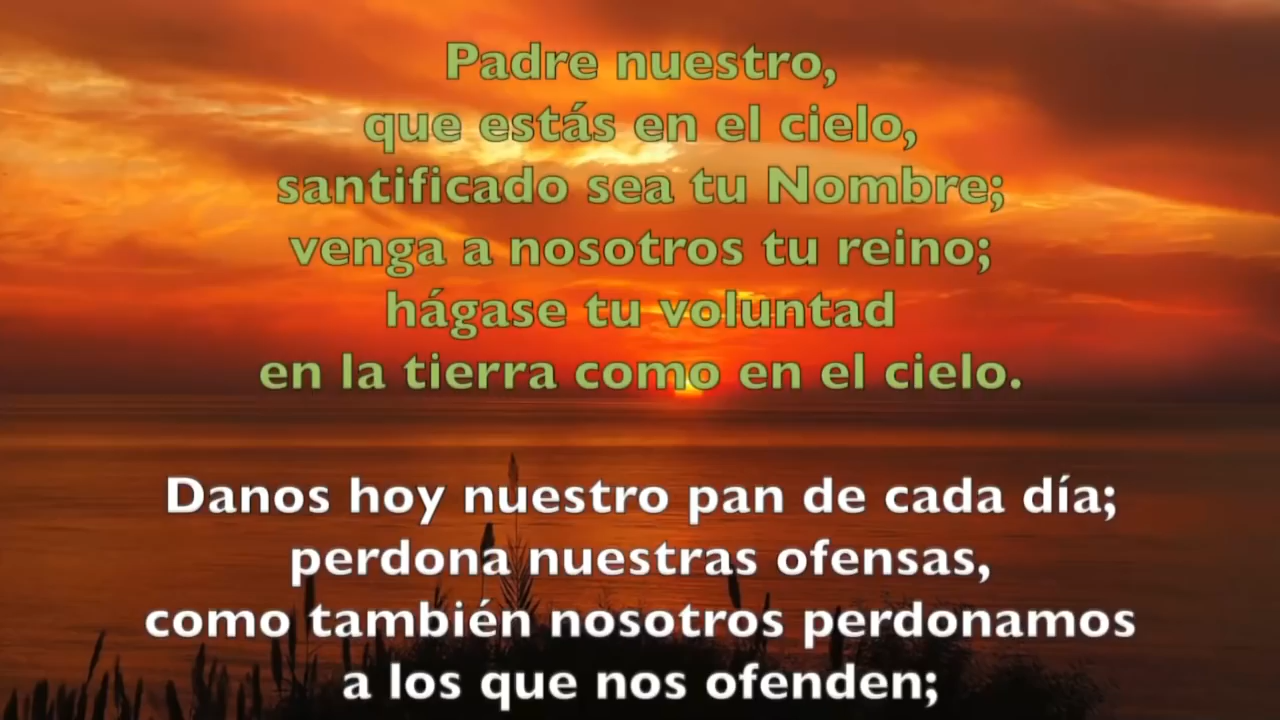 Padre nuestro,
que estás en el cielo,
santificado sea tu Nombre;
venga a nosotros tu reino;
hágase tu voluntad
en la tierra como en el cielo.
Danos hoy nuestro pan de cada día;
perdona nuestras ofensas,
como también nosotros perdonamos
a los que nos ofenden;